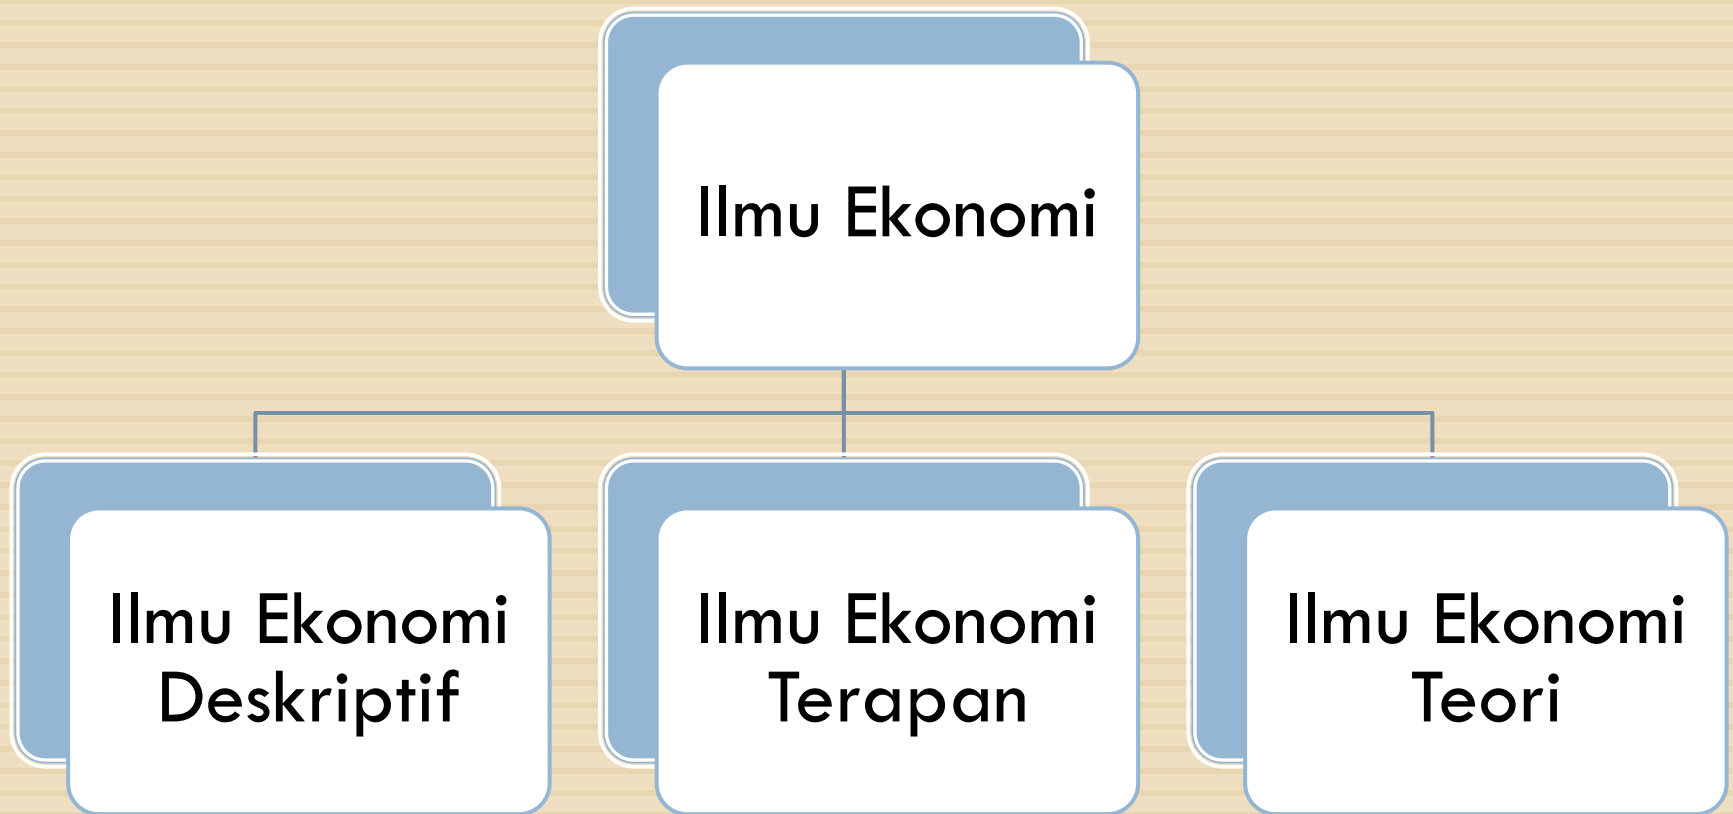 Ilmu Ekonomi
Ilmu Ekonomi
Deskriptif
Ilmu Ekonomi
Terapan
Ilmu Ekonomi
Teori